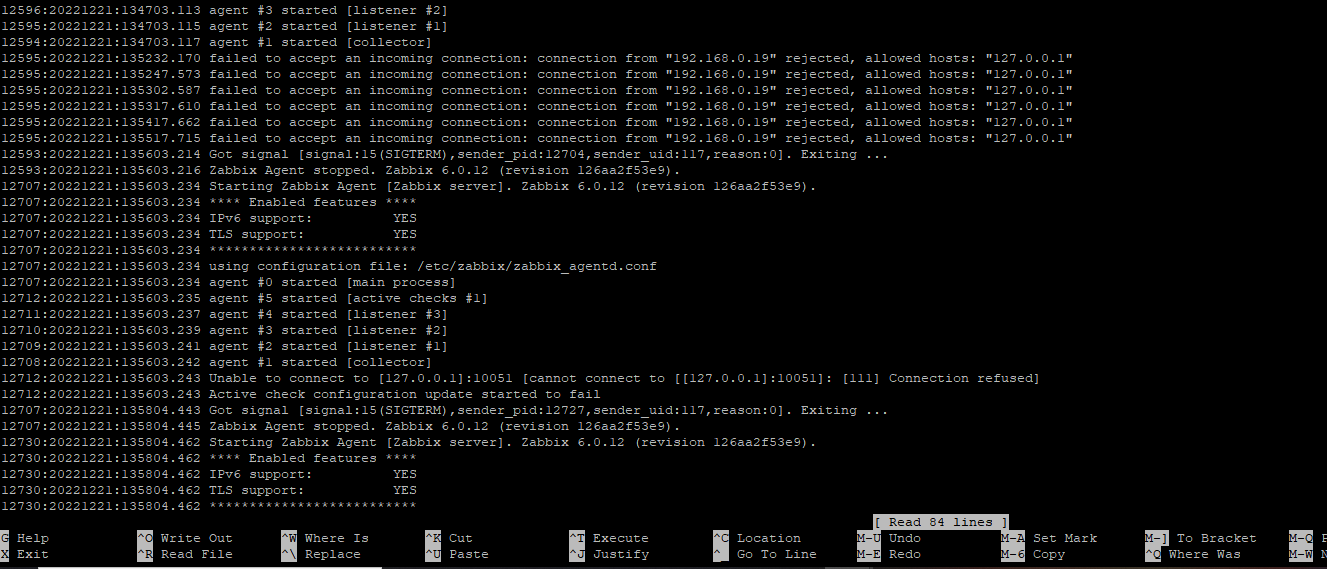 12596:20221221:134703.113 agent #3 started [listener #2]
12595:20221221:134703.115 agent #2 started [listener #1]
12594:20221221:134703.117 agent #1 started [collector]
12595:20221221:135232.170 failed to accept an incoming connection: connection from "192.168.0.19" rejected, allowed hosts: "127.0.0.1"
12595:20221221:135247.573 failed to accept an incoming connection: connection from "192.168.0.19" rejected, allowed hosts: "127.0.0.1"
12595:20221221:135302.587 failed to accept an incoming connection: connection from "192.168.0.19" rejected, allowed hosts: "127.0.0.1"
12595:20221221:135317.610 failed to accept an incoming connection: connection from "192.168.0.19" rejected, allowed hosts: "127.0.0.1"
12595:20221221:135417.662 failed to accept an incoming connection: connection from "192.168.0.19" rejected, allowed hosts: "127.0.0.1"
12595:20221221:135517.715 failed to accept an incoming connection: connection from "192.168.0.19" rejected, allowed hosts: "127.0.0.1"
12593:20221221:135603.214 Got signal [signal:15(SIGTERM),sender_pid:12704,sender_uid:117,reason:0]. Exiting ...
12593:20221221:135603.216 Zabbix Agent stopped. Zabbix 6.0.12 (revision 126aa2f53e9).
12707:20221221:135603.234 Starting Zabbix Agent [Zabbix server]. Zabbix 6.0.12 (revision 126aa2f53e9).
12707:20221221:135603.234 **** Enabled features ****
12707:20221221:135603.234 IPv6 support:          YES
12707:20221221:135603.234 TLS support:           YES
12707:20221221:135603.234 **************************
12707:20221221:135603.234 using configuration file: /etc/zabbix/zabbix_agentd.conf
12707:20221221:135603.234 agent #0 started [main process]
12712:20221221:135603.235 agent #5 started [active checks #1]
12711:20221221:135603.237 agent #4 started [listener #3]
12710:20221221:135603.239 agent #3 started [listener #2]
12709:20221221:135603.241 agent #2 started [listener #1]
12708:20221221:135603.242 agent #1 started [collector]
12712:20221221:135603.243 Unable to connect to [127.0.0.1]:10051 [cannot connect to [[127.0.0.1]:10051]: [111] Connection refused]
12712:20221221:135603.243 Active check configuration update started to fail
12707:20221221:135804.443 Got signal [signal:15(SIGTERM),sender_pid:12727,sender_uid:117,reason:0]. Exiting ...
12707:20221221:135804.445 Zabbix Agent stopped. Zabbix 6.0.12 (revision 126aa2f53e9).
12730:20221221:135804.462 Starting Zabbix Agent [Zabbix server]. Zabbix 6.0.12 (revision 126aa2f53e9).
12730:20221221:135804.462 **** Enabled features ****
12730:20221221:135804.462 IPv6 support:          YES
12730:20221221:135804.462 TLS support:           YES
12730:20221221:135804.462 **************************
[ Read 84 lines ]
G Help ^O Write Out ^W Where Is ^K Cut ^T Execute ^C Location M-U Undo M-A Set Mark M-] To Bracket M-Q
X Exit ^R Read File ^\ Replace ^U Paste ^J Justify ^_ Go To Line M-E Redo M-6 Copy ^Q Where Was M-W